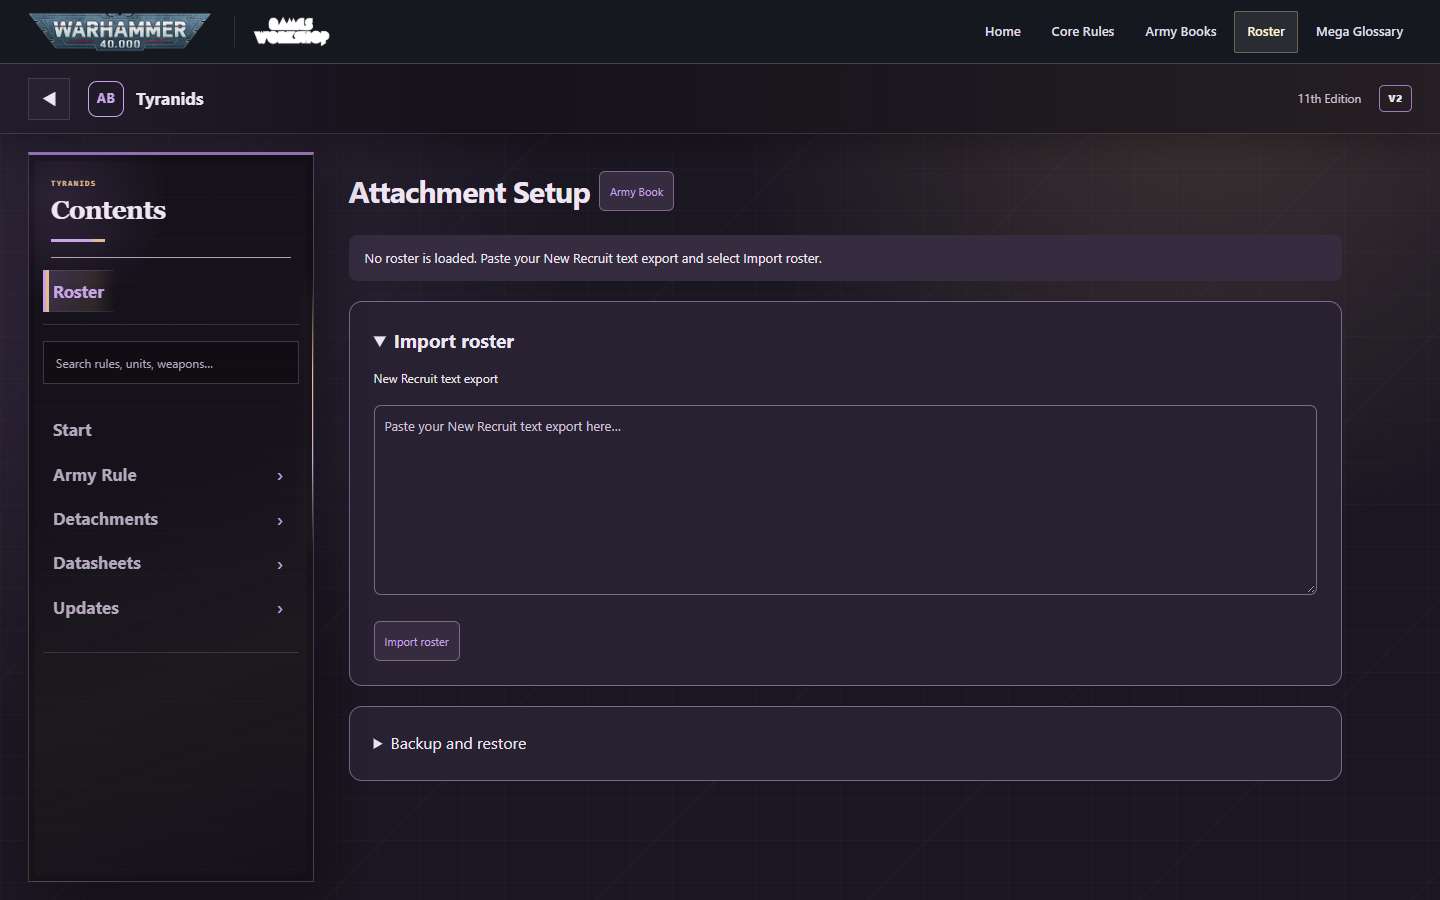 WARHAMMER
40,000
GAMES
WORKSHOP
Home
Core Rules
Army Books
Roster
Mega Glossary
AB
Tyranids
11th Edition
V2
TYRANIDS
Contents
Roster
Search rules, units, weapons...
Start
Army Rule
Detachments
Datasheets
Updates
Attachment Setup
Army Book
No roster is loaded. Paste your New Recruit text export and select Import roster.
Import roster
New Recruit text export
Paste your New Recruit text export here...
Import roster
Backup and restore